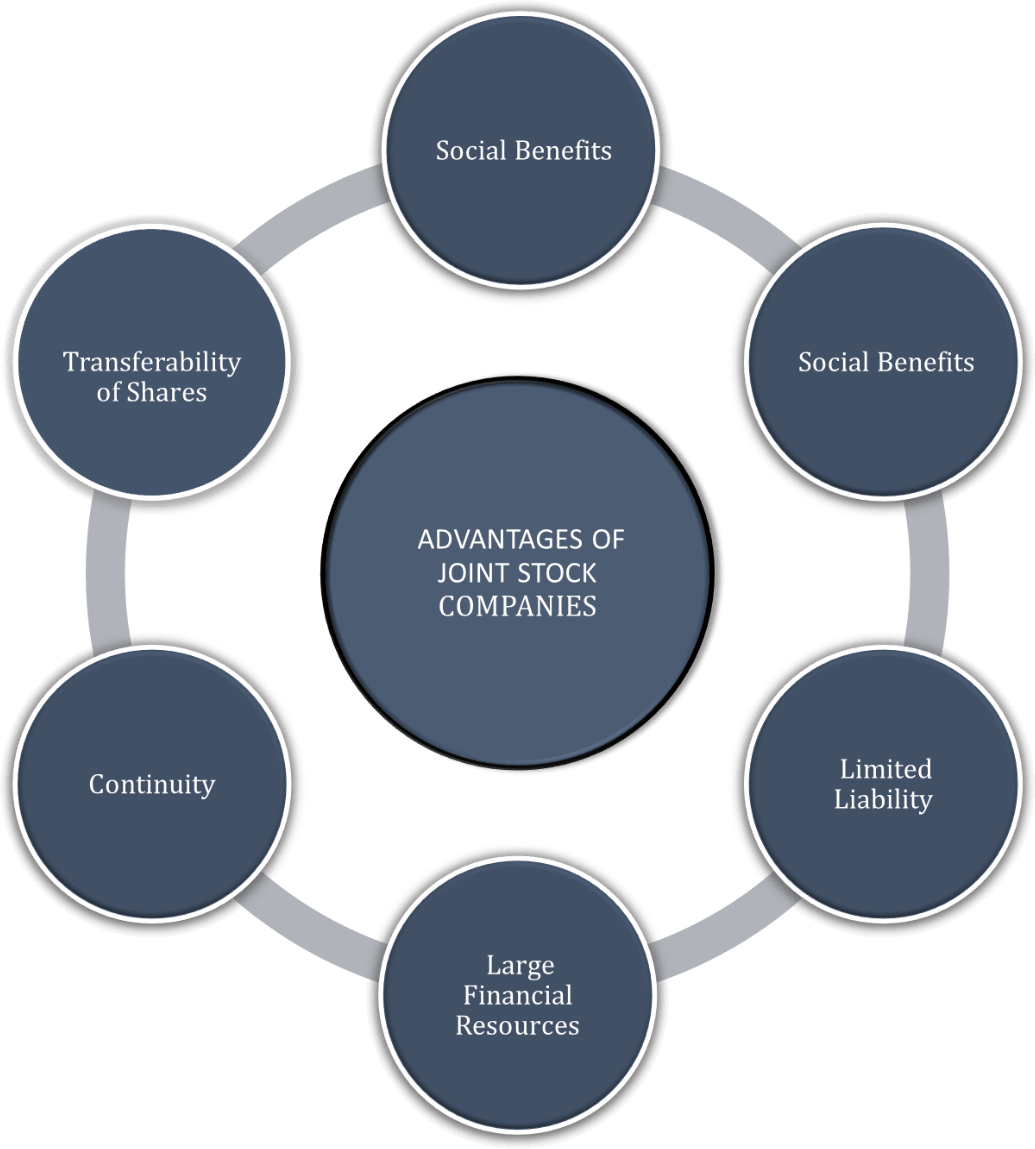 Social Benefits
Social Benefits
Transferability
of Shares
ADVANTAGES OF
JOINT STOCK
COMPANIES
Continuity
Limited
Liability
Large
Financial
Resources